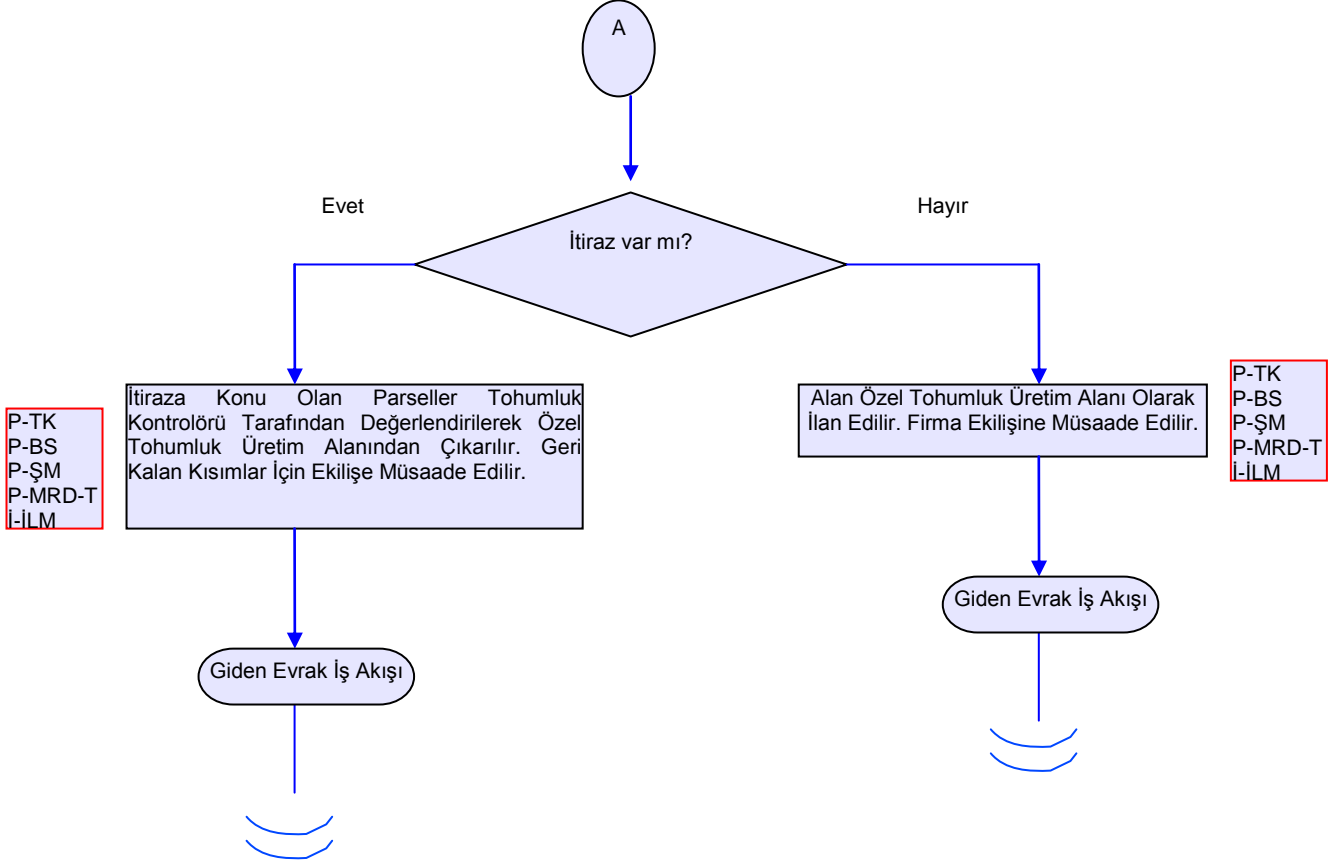 A
Evet
Hayır
İtiraz var mı?
P-TK
P-BS
P-ŞM
P-MRD-T
İ-İLM
İtiraza Konu Olan Parseller Tohumluk
Kontrolörü Tarafından Değerlendirilerek Özel
Tohumluk Üretim Alanından Çıkarılır. Geri
Kalan Kısımlar İçin Ekilişe Müsaade Edilir.
Alan Özel Tohumluk Üretim Alanı Olarak
İlan Edilir. Firma Ekilişine Müsaade Edilir.
P-TK
P-BS
P-ŞM
P-MRD-T
İ-İLM
Giden Evrak İş Akışı
Giden Evrak İş Akışı